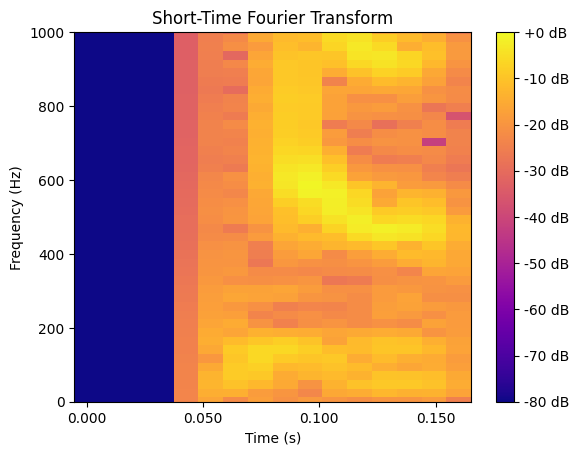 Short-Time Fourier Transform
1000
800
600
400
200
0
Frequency (Hz)
0.000
0.050
0.100
0.150
Time (s)
+0 dB
-10 dB
-20 dB
-30 dB
-40 dB
-50 dB
-60 dB
-70 dB
-80 dB